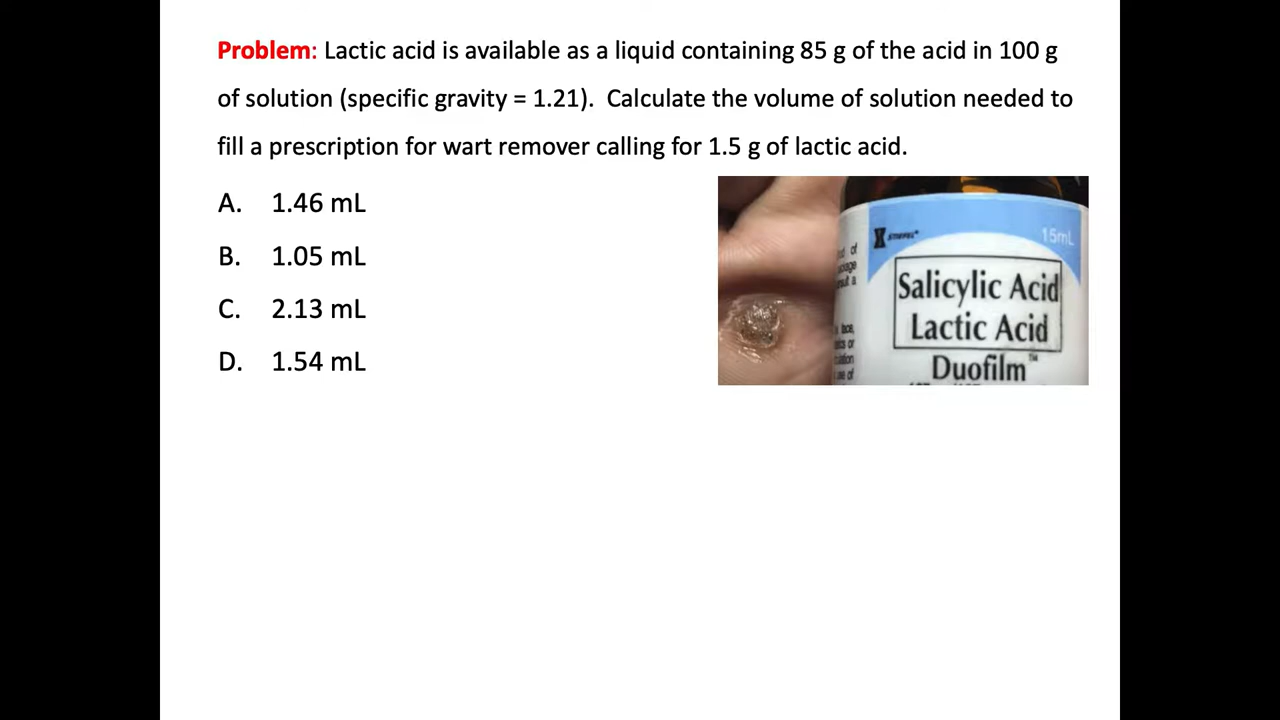 Problem: Lactic acid is available as a liquid containing 85 g of the acid in 100 g
of solution (specific gravity = 1.21). Calculate the volume of solution needed to
fill a prescription for wart remover calling for 1.5 g of lactic acid.
A. 1.46 mL
B. 1.05 mL
C. 2.13 mL
D. 1.54 mL
STIEFEL
15mL
Salicylic Acid
Lactic Acid
Duofilm™